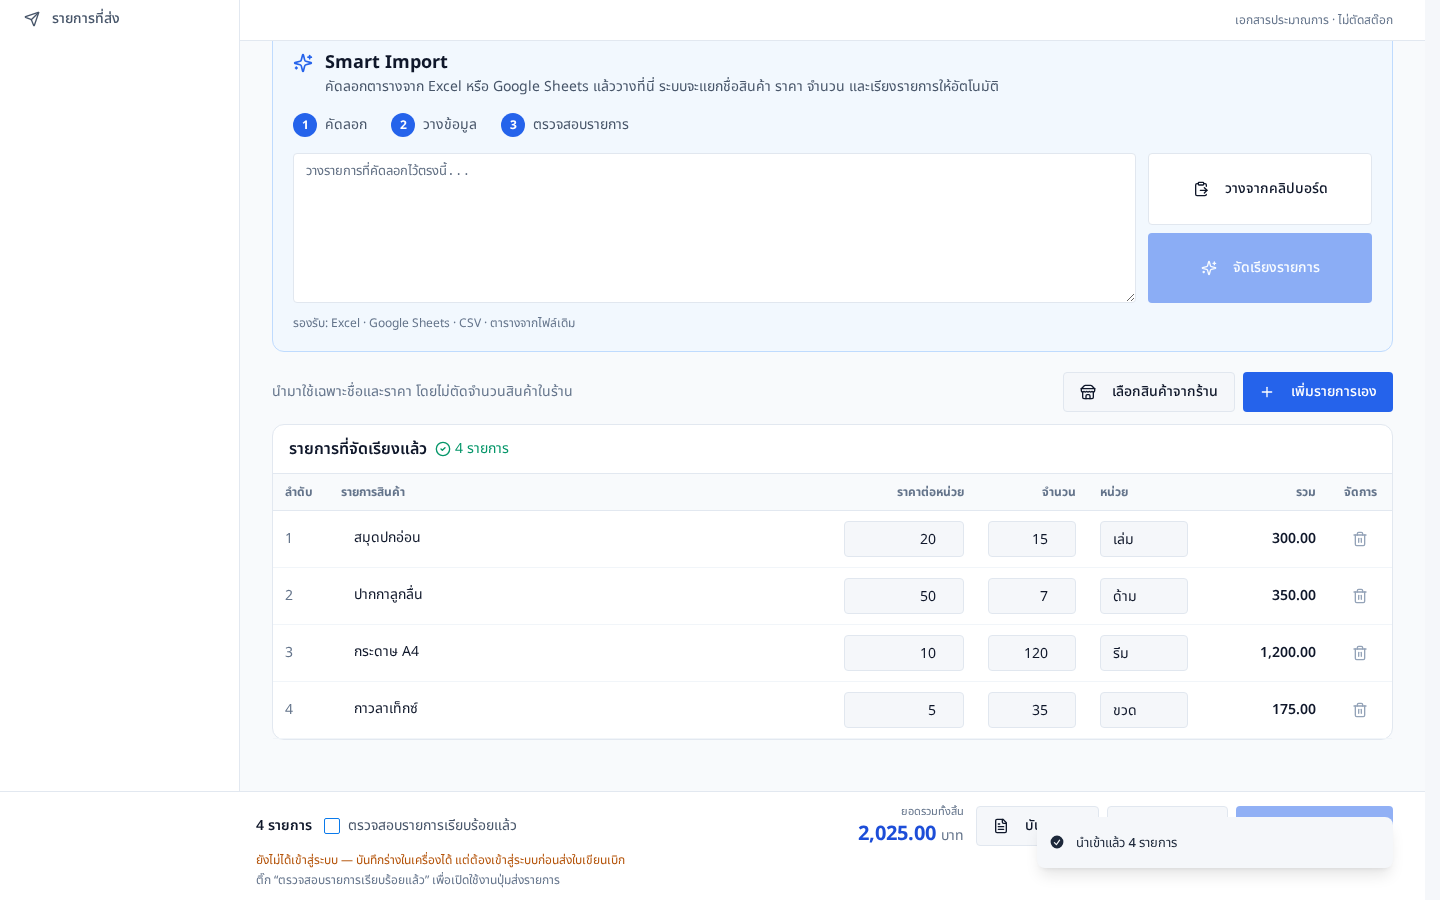 รายการที่ส่ง
เอกสารประมาณการ · ไม่ตัดสต๊อก
Smart Import
คัดลอกตารางจาก Excel หรือ Google Sheets แล้ววางที่นี่ ระบบจะแยกชื่อสินค้า ราคา จำนวน และเรียงรายการให้อัตโนมัติ
1 คัดลอก 2 วางข้อมูล 3 ตรวจสอบรายการ
วางรายการที่คัดลอกไว้ตรงนี้...
วางจากคลิปบอร์ด
จัดเรียงรายการ
รองรับ: Excel · Google Sheets · CSV · ตารางจากไฟล์เดิม
นำมาใช้เฉพาะชื่อและราคา โดยไม่ตัดจำนวนสินค้าในร้าน
เลือกสินค้าจากร้าน
เพิ่มรายการเอง
รายการที่จัดเรียงแล้ว 4 รายการ
ลำดับ รายการสินค้า ราคาต่อหน่วย จำนวน หน่วย รวม จัดการ
1 สมุดปกอ่อน 20 15 เล่ม 300.00
2 ปากกาลูกลื่น 50 7 ด้าม 350.00
3 กระดาษ A4 10 120 รีม 1,200.00
4 กาวลาเท็กซ์ 5 35 ขวด 175.00
4 รายการ ตรวจสอบรายการเรียบร้อยแล้ว
ยอดรวมทั้งสิ้น
2,025.00 บาท
นำเข้าแล้ว 4 รายการ
ยังไม่ได้เข้าสู่ระบบ — บันทึกร่างในเครื่องได้ แต่ต้องเข้าสู่ระบบก่อนส่งใบเขียนเบิก
ติ๊ก “ตรวจสอบรายการเรียบร้อยแล้ว” เพื่อเปิดใช้งานปุ่มส่งรายการ